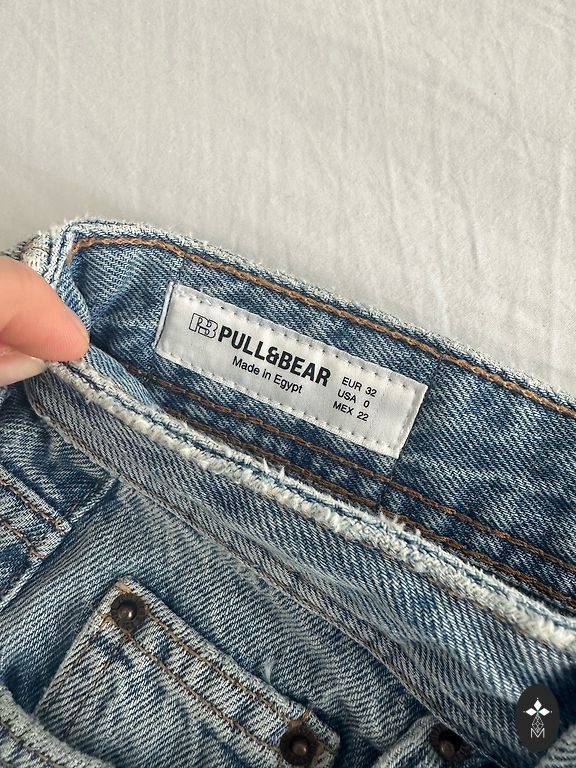 PB PULL&BEAR
Made in Egypt
EUR 32
USA 0
MEX 22